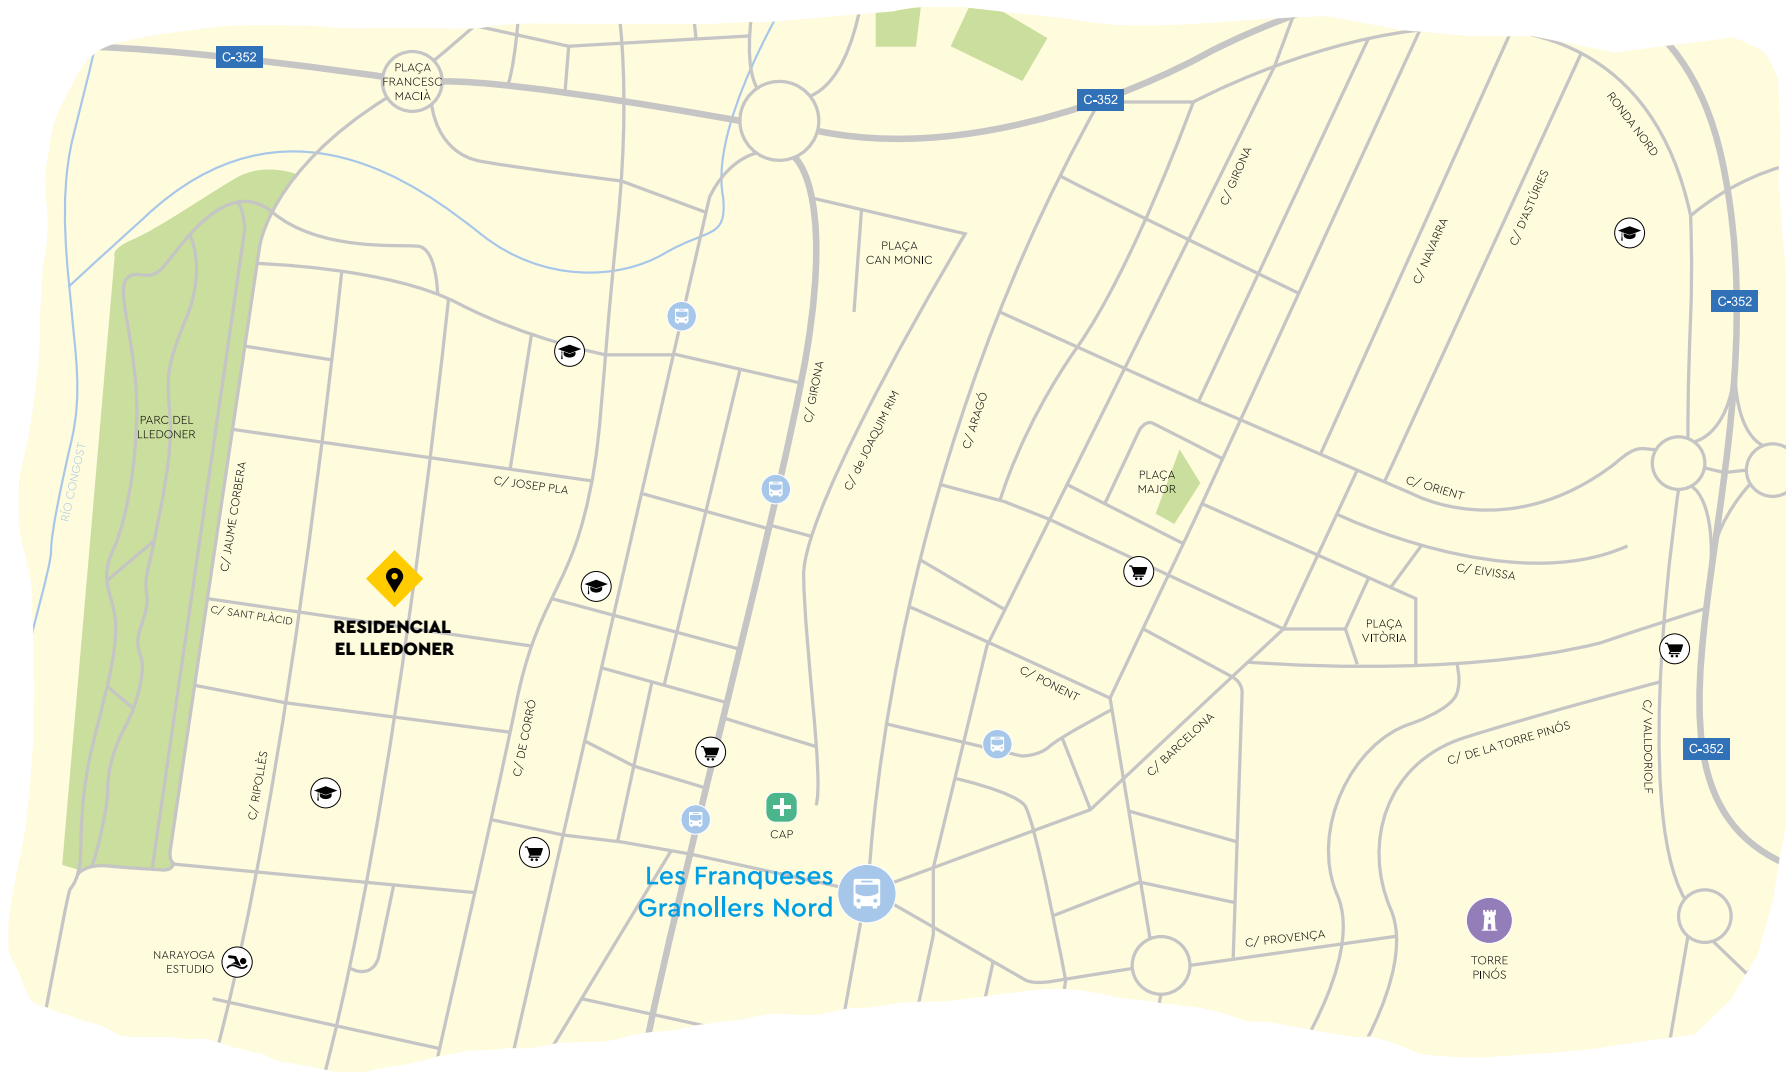 C-352
PLAÇA
FRANCESC
MACIÀ
C-352
RONDA NORD
C/ GIRONA
C/ D'ASTÚRIES
C/ NAVARRA
PLAÇA
CAN MÒNIC
C-352
C/ GIRONA
C/ de JOAQUIM RIM
C/ ARAGÓ
PARC DEL
LLEDONER
RÍO CONGOST
C/ JAUME CORBERA
C/ JOSEP PLA
PLAÇA
MAJOR
C/ ORIENT
C/ EIVISSA
C/ SANT PLÀCID
RESIDENCIAL
EL LLEDONER
PLAÇA
VITÒRIA
C/ PONENT
C/ BARCELONA
C/ DE CORRÓ
C/ RIPOLLÈS
C/ DE LA TORRE PINÓS
C/ VALLDORIOLF
C-352
CAP
Les Franqueses
Granollers Nord
C/ PROVENÇA
NARAYOGA
ESTUDIO
TORRE
PINÓS